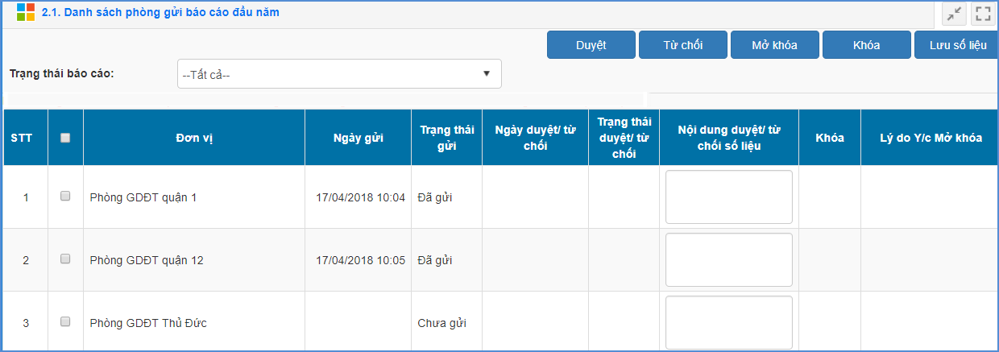 2.1. Danh sách phòng gửi báo cáo đầu năm
Duyệt Từ chối Mở khóa Khóa Lưu số liệu
Trạng thái báo cáo: --Tất cả--
STT Đơn vị Ngày gửi Trạng thái gửi Ngày duyệt/ từ chối Trạng thái duyệt/ từ chối Nội dung duyệt/ từ chối số liệu Khóa Lý do Y/c Mở khóa
1 Phòng GDĐT quận 1 17/04/2018 10:04 Đã gửi
2 Phòng GDĐT quận 12 17/04/2018 10:05 Đã gửi
3 Phòng GDĐT Thủ Đức Chưa gửi